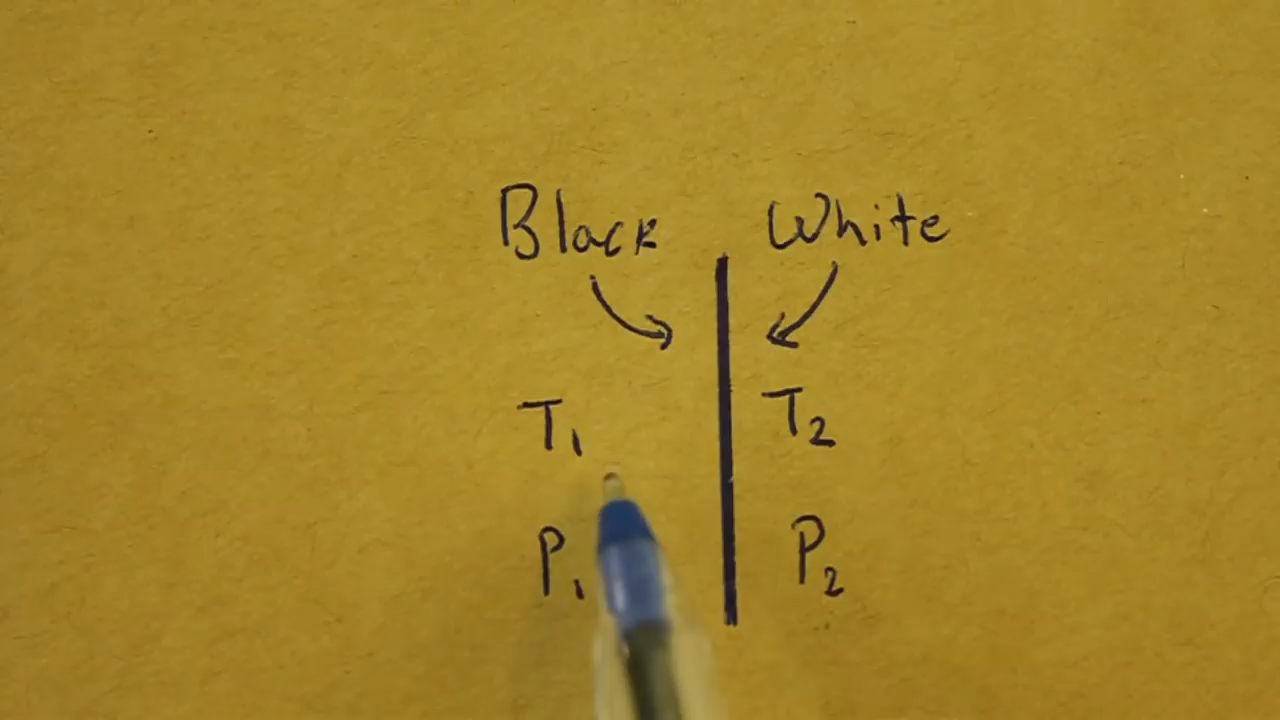 Black White
T₁ T₂
P₁ P₂